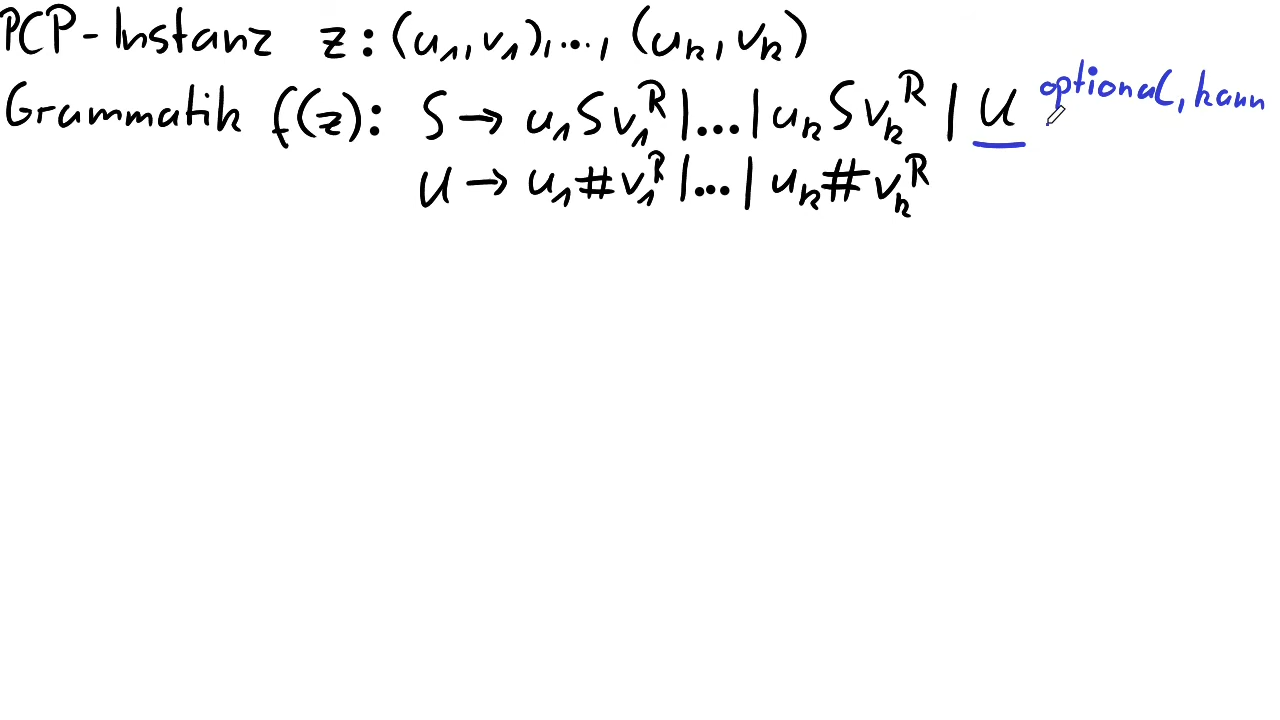 PCP-Instanz z: (u₁, v₁), ..., (uₖ, vₖ)
Grammatik f(z): S → u₁Sv₁ᴿ | ... | uₖSvₖᴿ | U optional, kann
U → u₁#v₁ᴿ | ... | uₖ#vₖᴿ